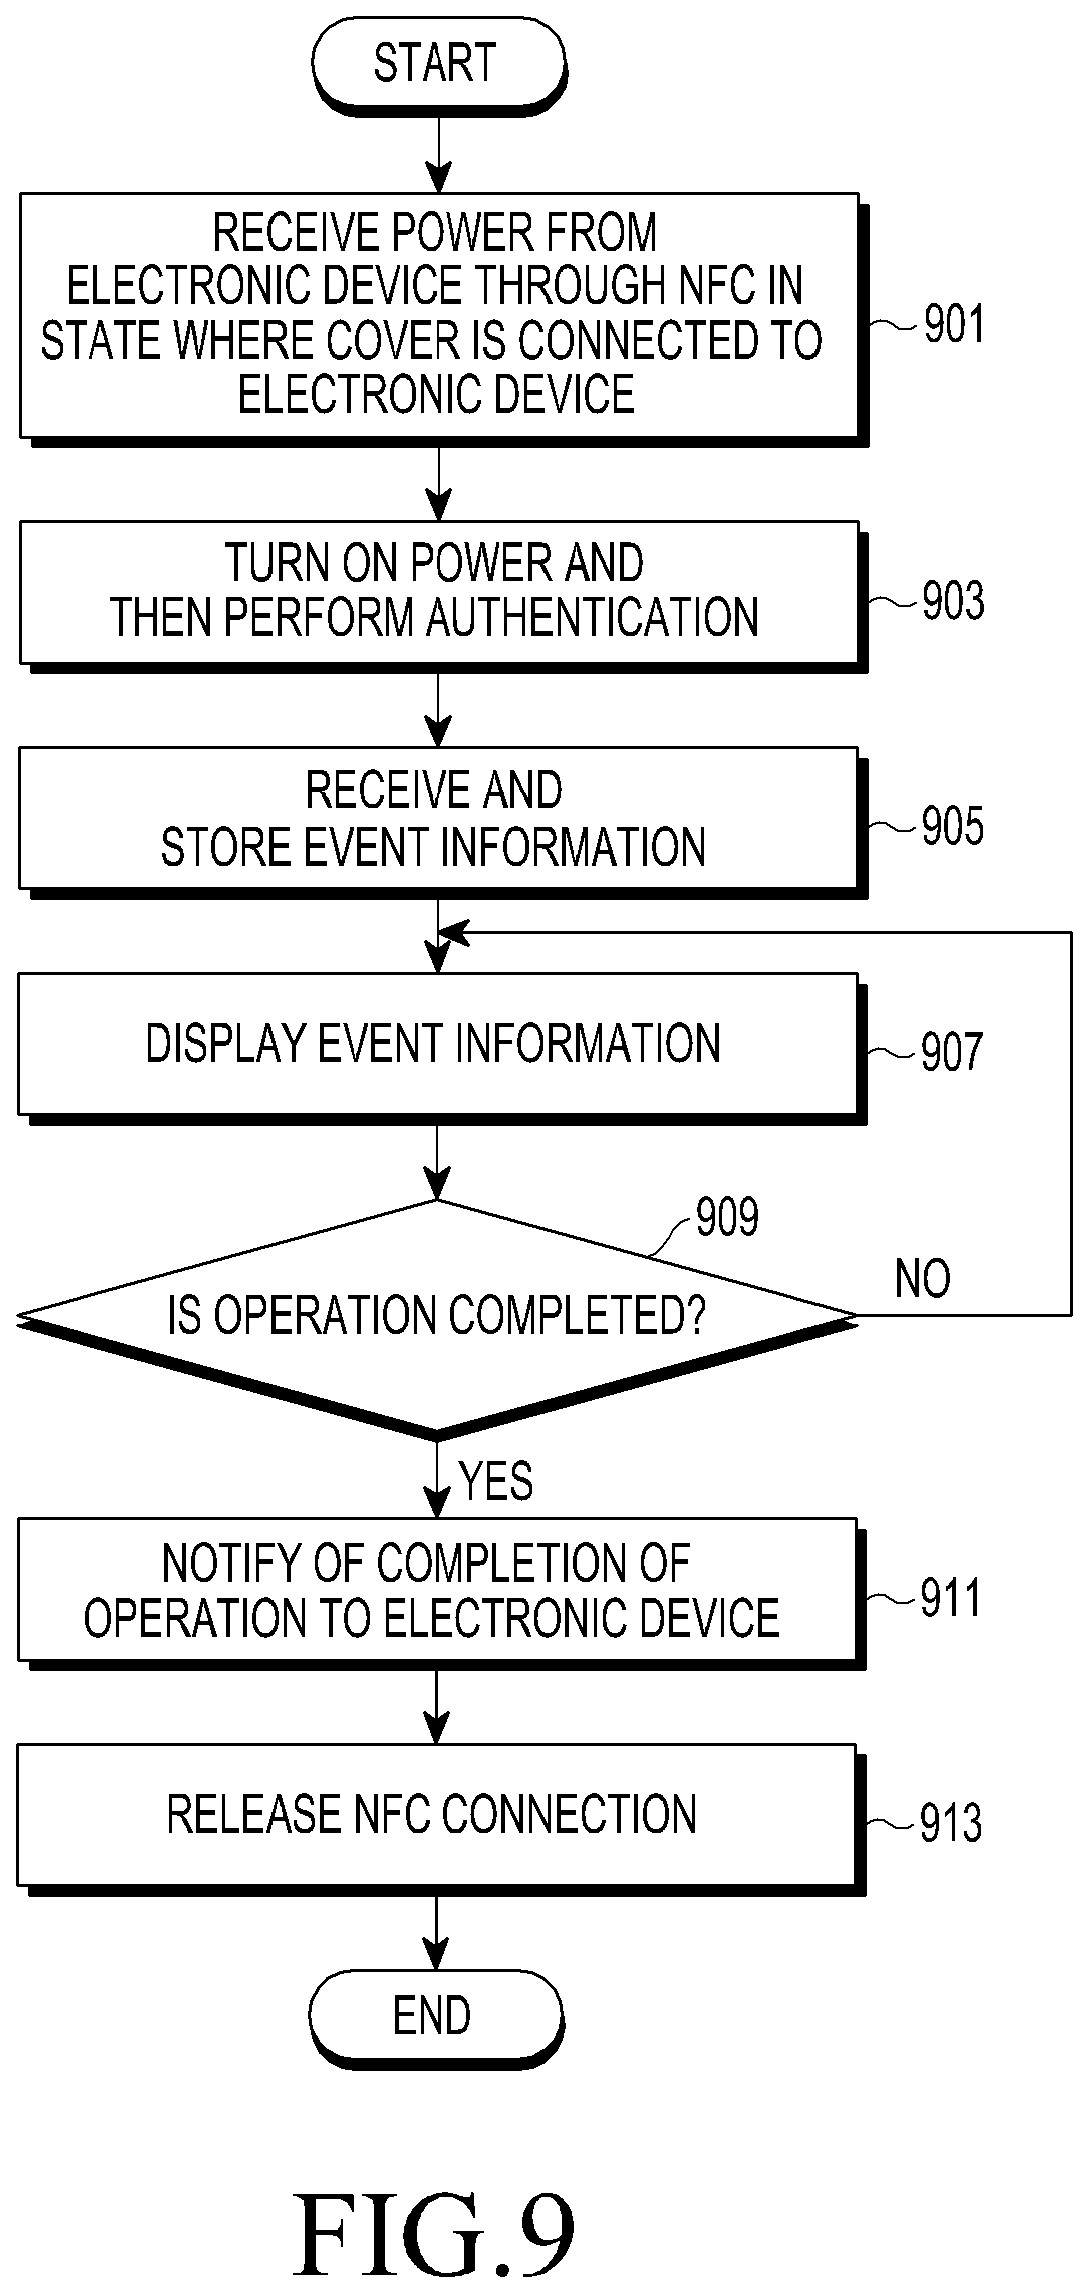 START
RECEIVE POWER FROM
ELECTRONIC DEVICE THROUGH NFC IN
STATE WHERE COVER IS CONNECTED TO
ELECTRONIC DEVICE
901
TURN ON POWER AND
THEN PERFORM AUTHENTICATION
903
RECEIVE AND
STORE EVENT INFORMATION
905
DISPLAY EVENT INFORMATION
907
909
IS OPERATION COMPLETED?
NO
YES
NOTIFY OF COMPLETION OF
OPERATION TO ELECTRONIC DEVICE
911
RELEASE NFC CONNECTION
913
END
FIG.9